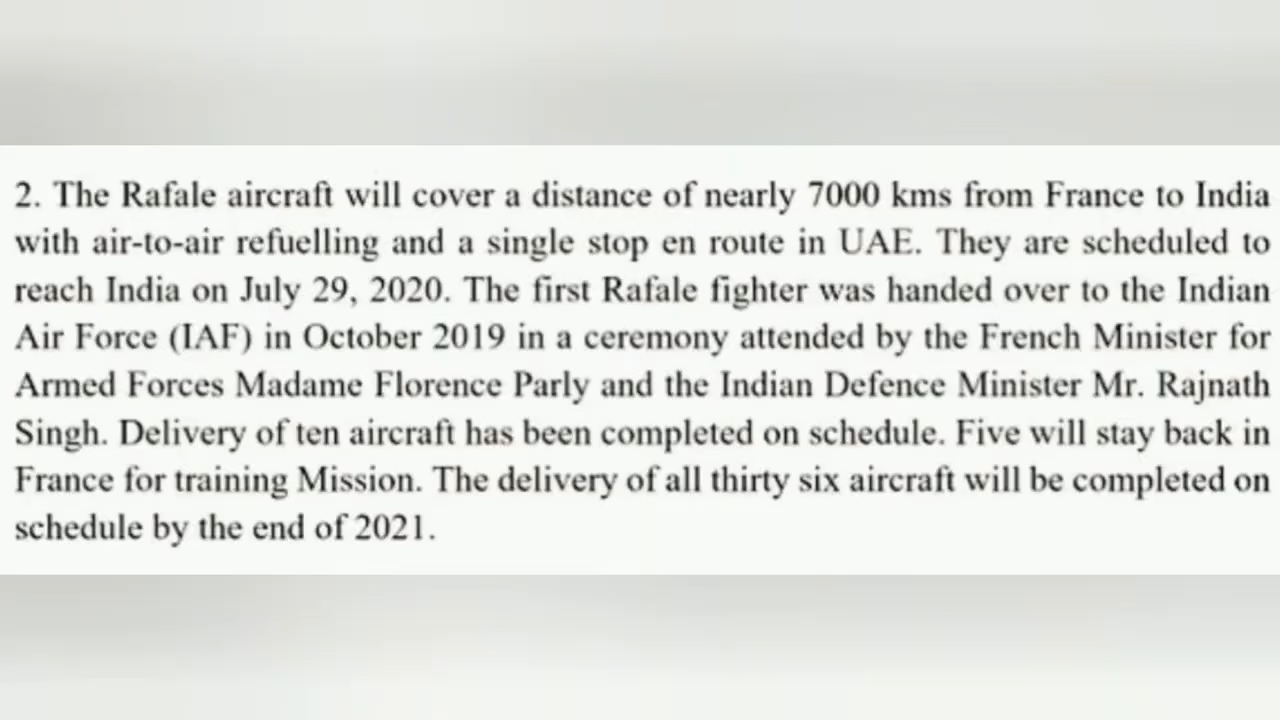 2. The Rafale aircraft will cover a distance of nearly 7000 kms from France to India
with air-to-air refuelling and a single stop en route in UAE. They are scheduled to
reach India on July 29, 2020. The first Rafale fighter was handed over to the Indian
Air Force (IAF) in October 2019 in a ceremony attended by the French Minister for
Armed Forces Madame Florence Parly and the Indian Defence Minister Mr. Rajnath
Singh. Delivery of ten aircraft has been completed on schedule. Five will stay back in
France for training Mission. The delivery of all thirty six aircraft will be completed on
schedule by the end of 2021.